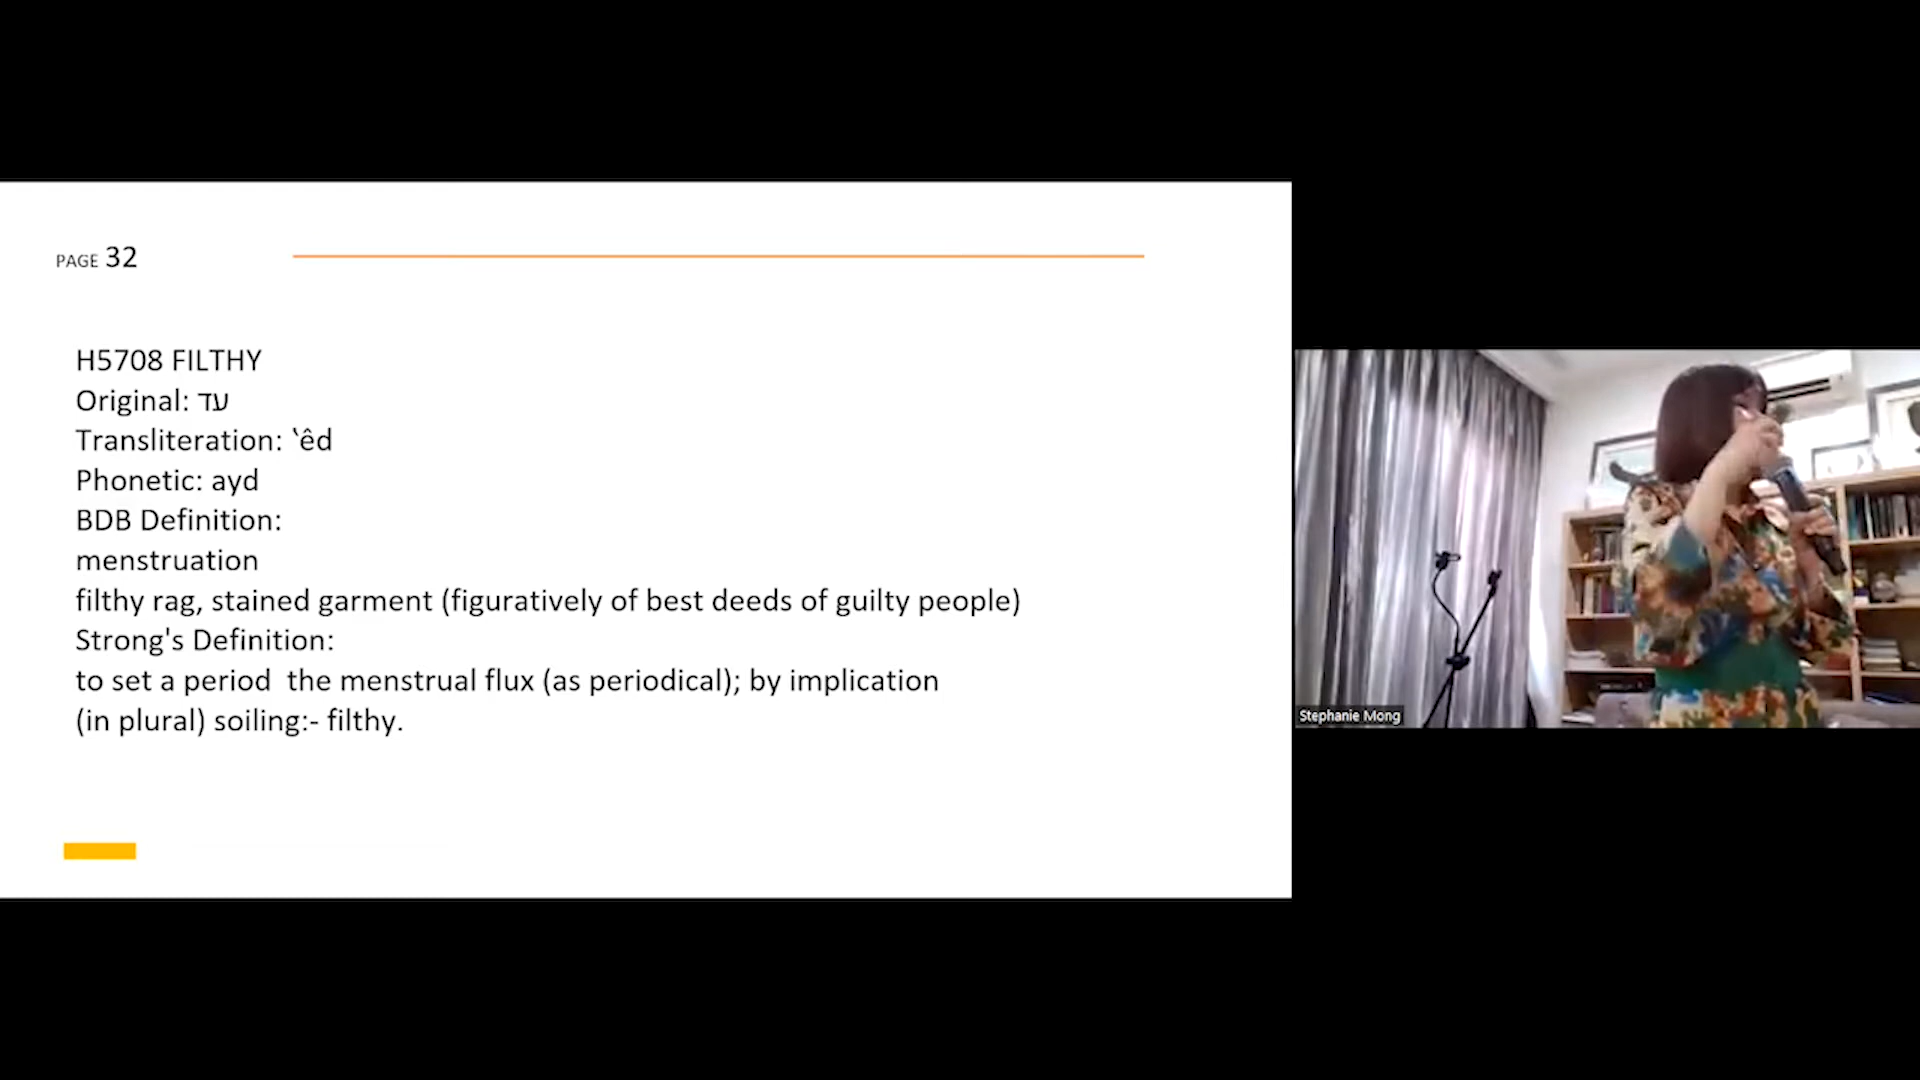 PAGE 32
H5708 FILTHY
Original: עד
Transliteration: ‛êd
Phonetic: ayd
BDB Definition:
menstruation
filthy rag, stained garment (figuratively of best deeds of guilty people)
Strong's Definition:
to set a period  the menstrual flux (as periodical); by implication
(in plural) soiling:- filthy.
Stephanie Mong